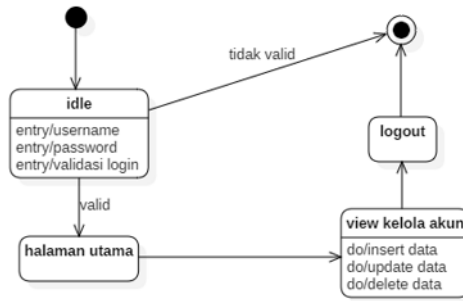 tidak valid
idle
entry/username
entry/password
entry/validasi login
logout
valid
halaman utama
view kelola akun
do/insert data
do/update data
do/delete data